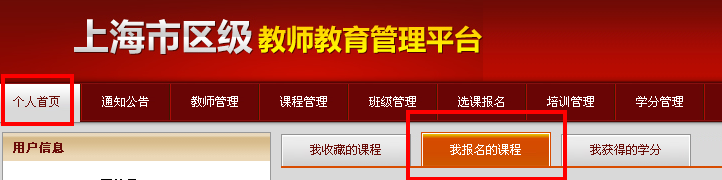 上海市区级 教师教育管理平台
个人首页 通知公告 教师管理 课程管理 班级管理 选课报名 培训管理 学分管理
用户信息 我收藏的课程 我报名的课程 我获得的学分